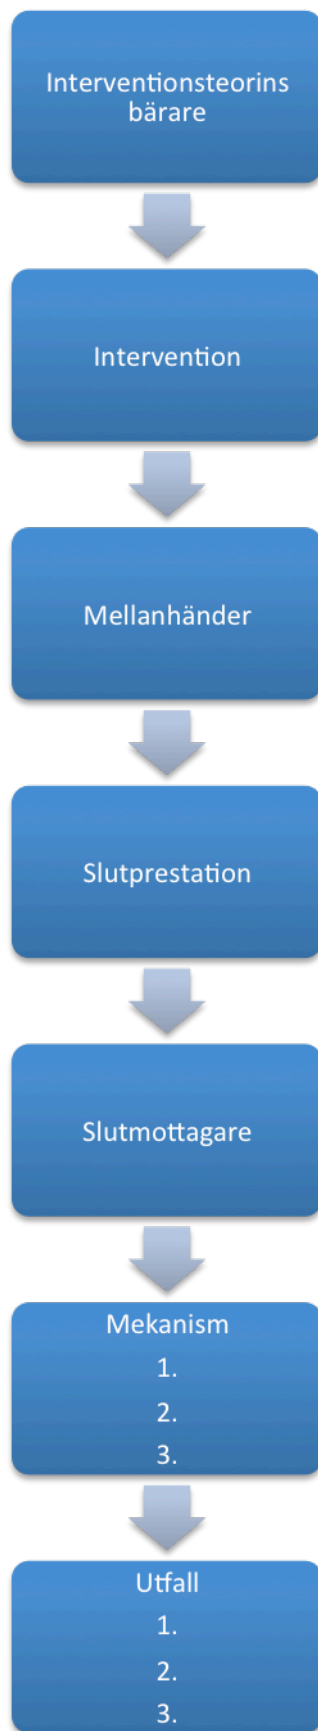 Interventionsteorins
bärare
Intervention
Mellanhänder
Slutprestation
Slutmottagare
Mekanism
1.
2.
3.
Utfall
1.
2.
3.